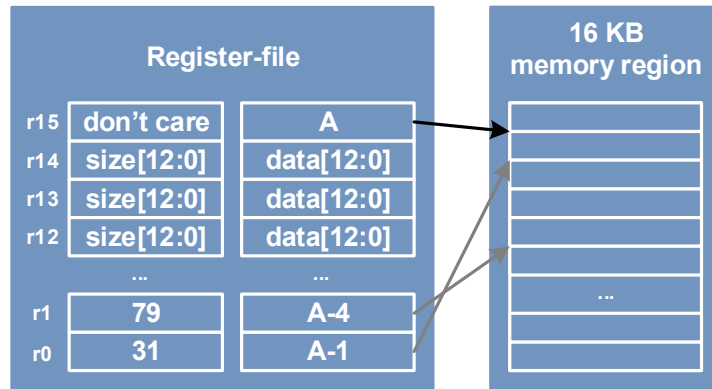 Register-file
16 KB
memory region
r15 don't care A
r14 size[12:0] data[12:0]
r13 size[12:0] data[12:0]
r12 size[12:0] data[12:0]
... ...
...
r1 79 A-4
r0 31 A-1